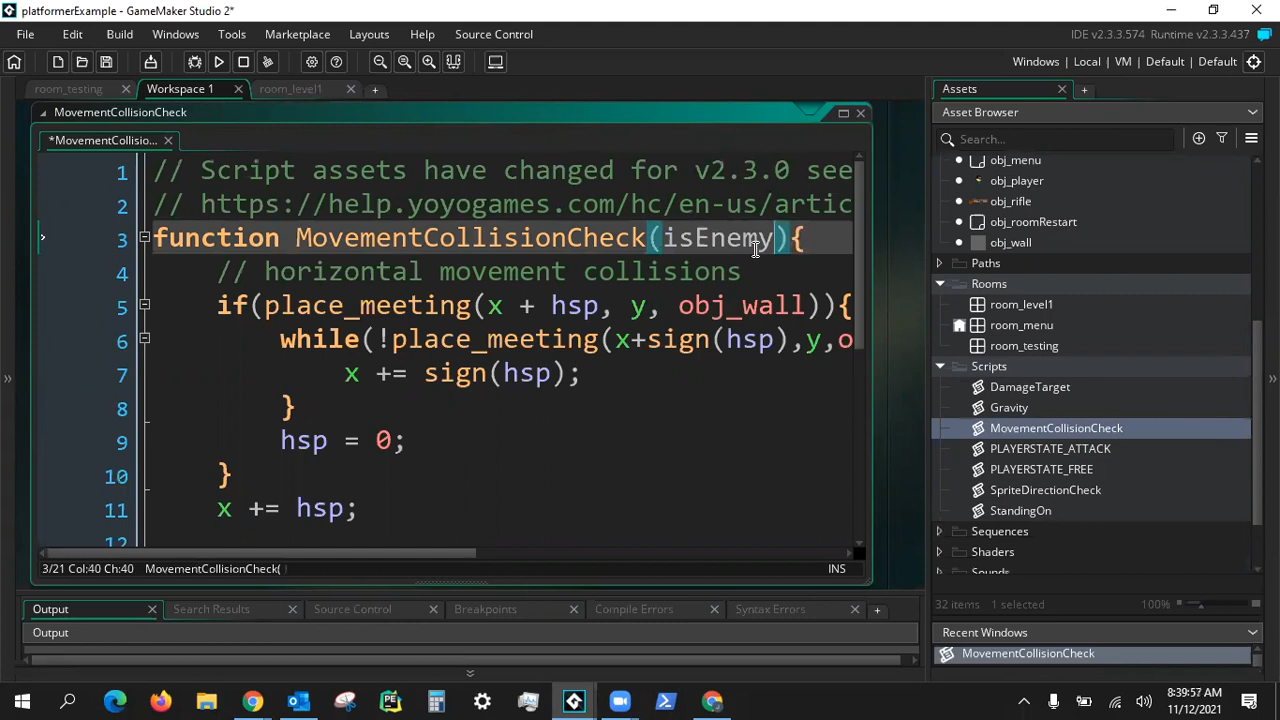 platformerExample - GameMaker Studio 2*
File Edit Build Windows Tools Marketplace Layouts Help Source Control
IDE v2.3.3.574 Runtime v2.3.3.437
Windows | Local | VM | Default | Default
room_testing Workspace 1 room_level1
Assets
MovementCollisionCheck
Asset Browser
*MovementCollisio...
Search...
1 // Script assets have changed for v2.3.0 see
2 // https://help.yoyogames.com/hc/en-us/artic
3 function MovementCollisionCheck(isEnemy){
4 // horizontal movement collisions
5 if(place_meeting(x + hsp, y, obj_wall)){
6 while(!place_meeting(x+sign(hsp),y,o
7 x += sign(hsp);
8 }
9 hsp = 0;
10 }
11 x += hsp;
12
obj_menu
obj_player
obj_rifle
obj_roomRestart
obj_wall
Paths
Rooms
room_level1
room_menu
room_testing
Scripts
DamageTarget
Gravity
MovementCollisionCheck
PLAYERSTATE_ATTACK
PLAYERSTATE_FREE
SpriteDirectionCheck
StandingOn
Sequences
Shaders
Sounds
3/21 Col:40 Ch:40 MovementCollisionCheck( ) INS
32 items 1 selected 100%
Output Search Results Source Control Breakpoints Compile Errors Syntax Errors
Output
Recent Windows
MovementCollisionCheck
8:39:57 AM
11/12/2021